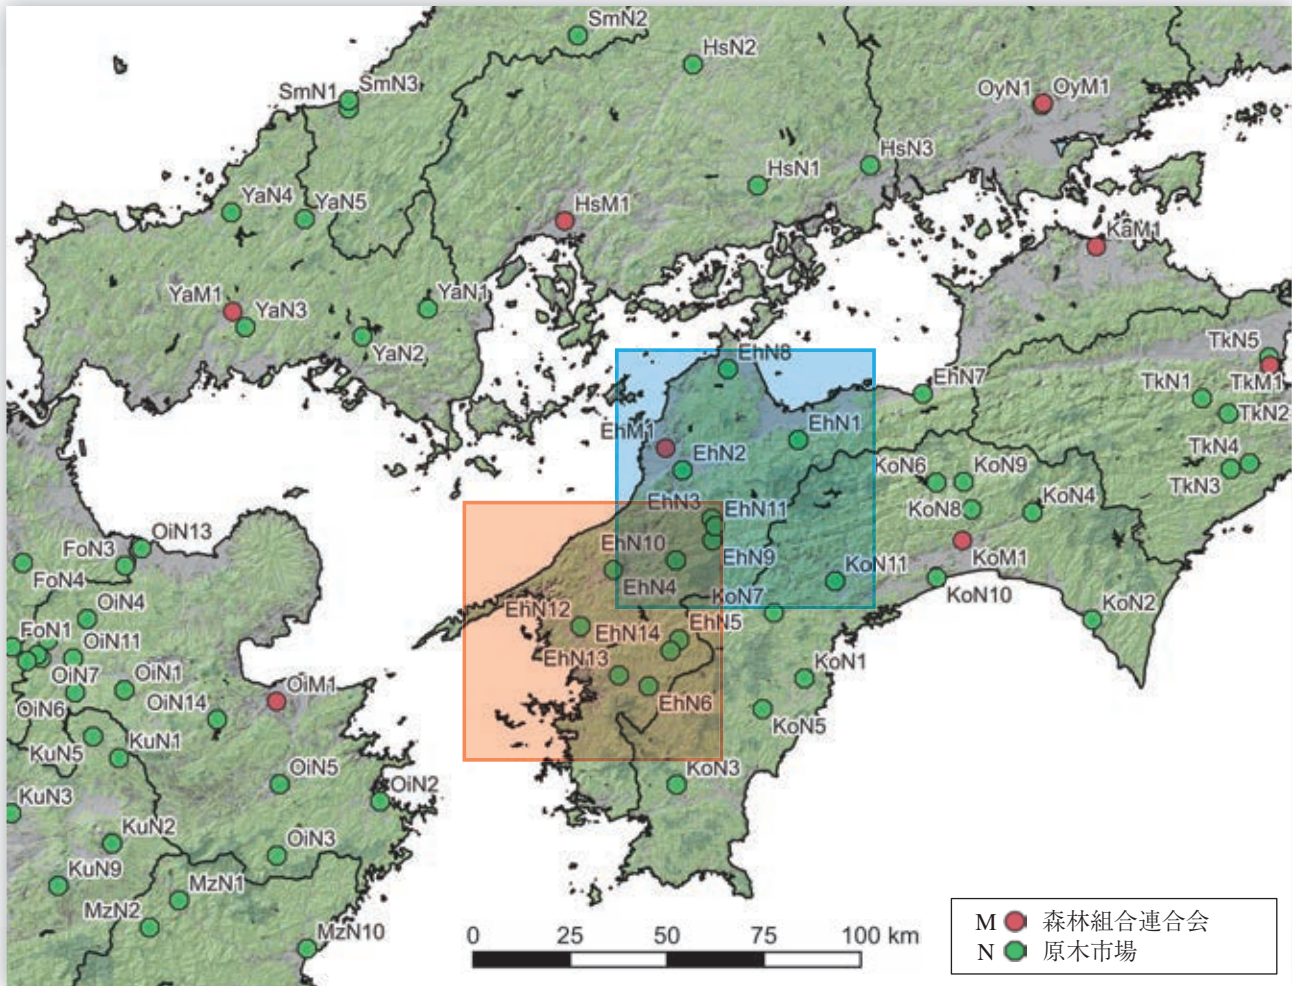 SmN2
HsN2
SmN3
SmN1
OyN1
OyM1
HsN3
HsN1
YaN4
YaN5
HsM1
KaM1
YaM1
YaN3
YaN1
YaN2
TkN5
EhN8
EhN7
TkN1
TkM1
TkN2
EhM1
EhN1
EhN2
TkN4
KoN6
KoN9
TkN3
EhN3
EhN11
KoN8
KoN4
OiN13
FoN3
EhN10
EhN9
KoM1
FoN4
EhN4
KoN11
KoN10
OiN4
EhN12
KoN7
KoN2
FoN1
OiN11
EhN14
EhN5
EhN13
OiN7
OiN1
OiM1
KoN1
OiN6
OiN14
EhN6
KoN5
KuN5
KuN1
OiN5
KoN3
OiN2
KuN3
KuN2
OiN3
KuN9
MzN1
MzN2
MzN10
0 25 50 75 100 km
M 森林組合連合会
N 原木市場